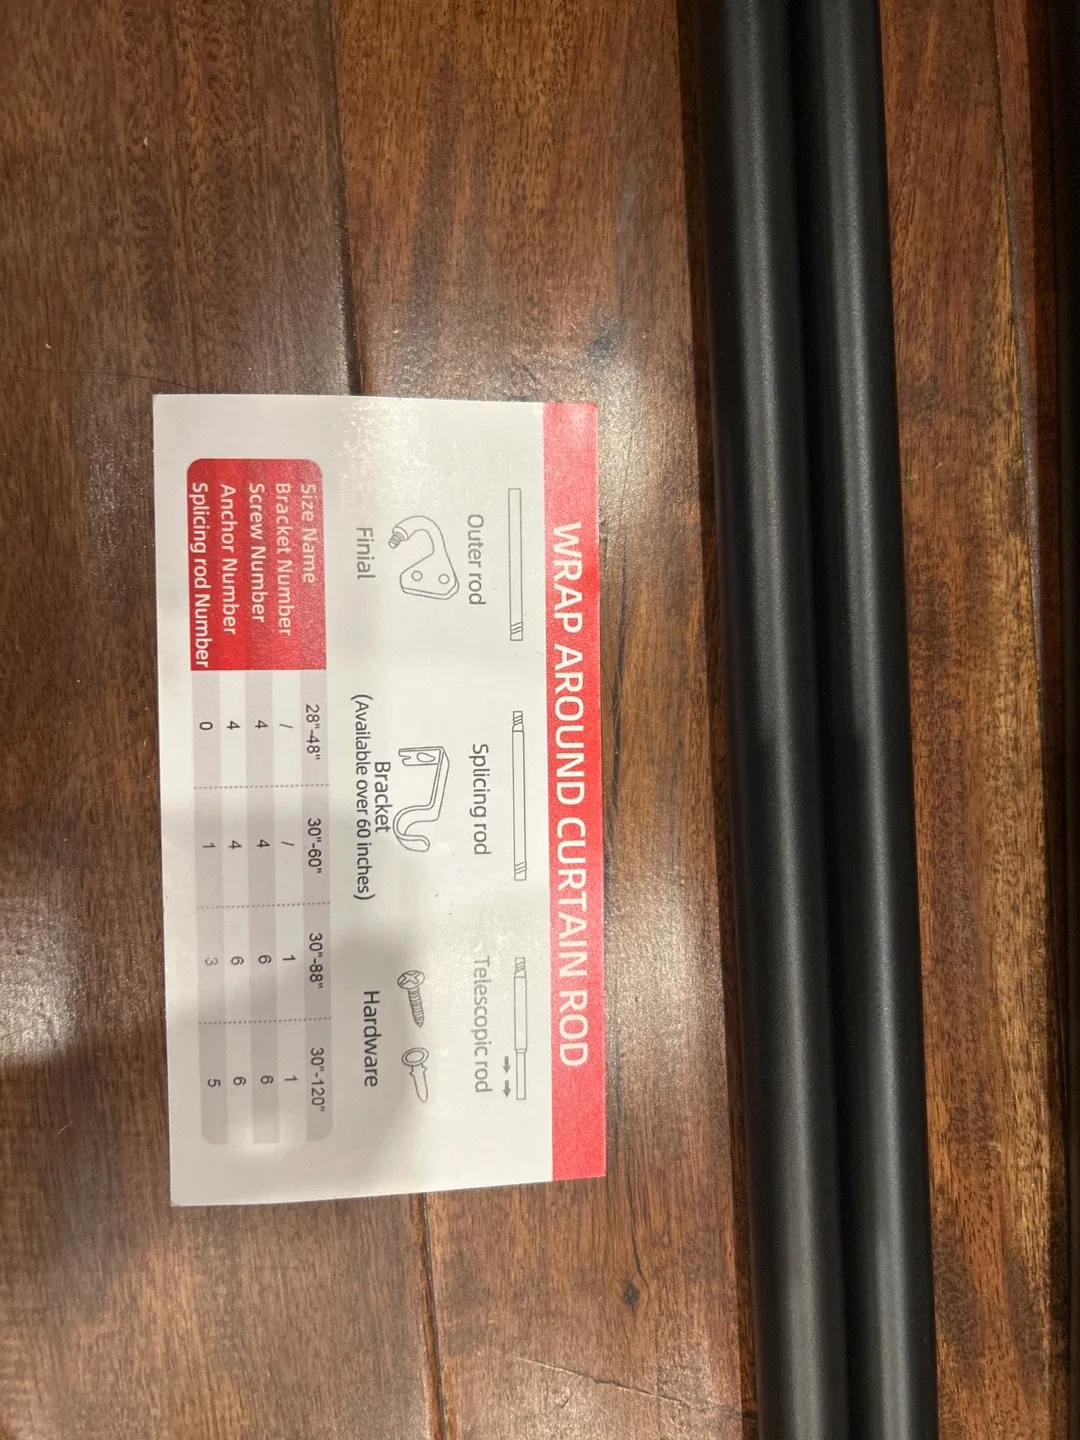 WRAP AROUND CURTAIN ROD
Outer rod
Splicing rod
Telescopic rod
Finial
Bracket
(Available over 60 inches)
Hardware
Size Name 28"-48" 30"-60" 30"-88" 30"-120"
Bracket Number / / 1 1
Screw Number 4 4 6 6
Anchor Number 4 4 6 6
Splicing rod Number 0 1 3 5